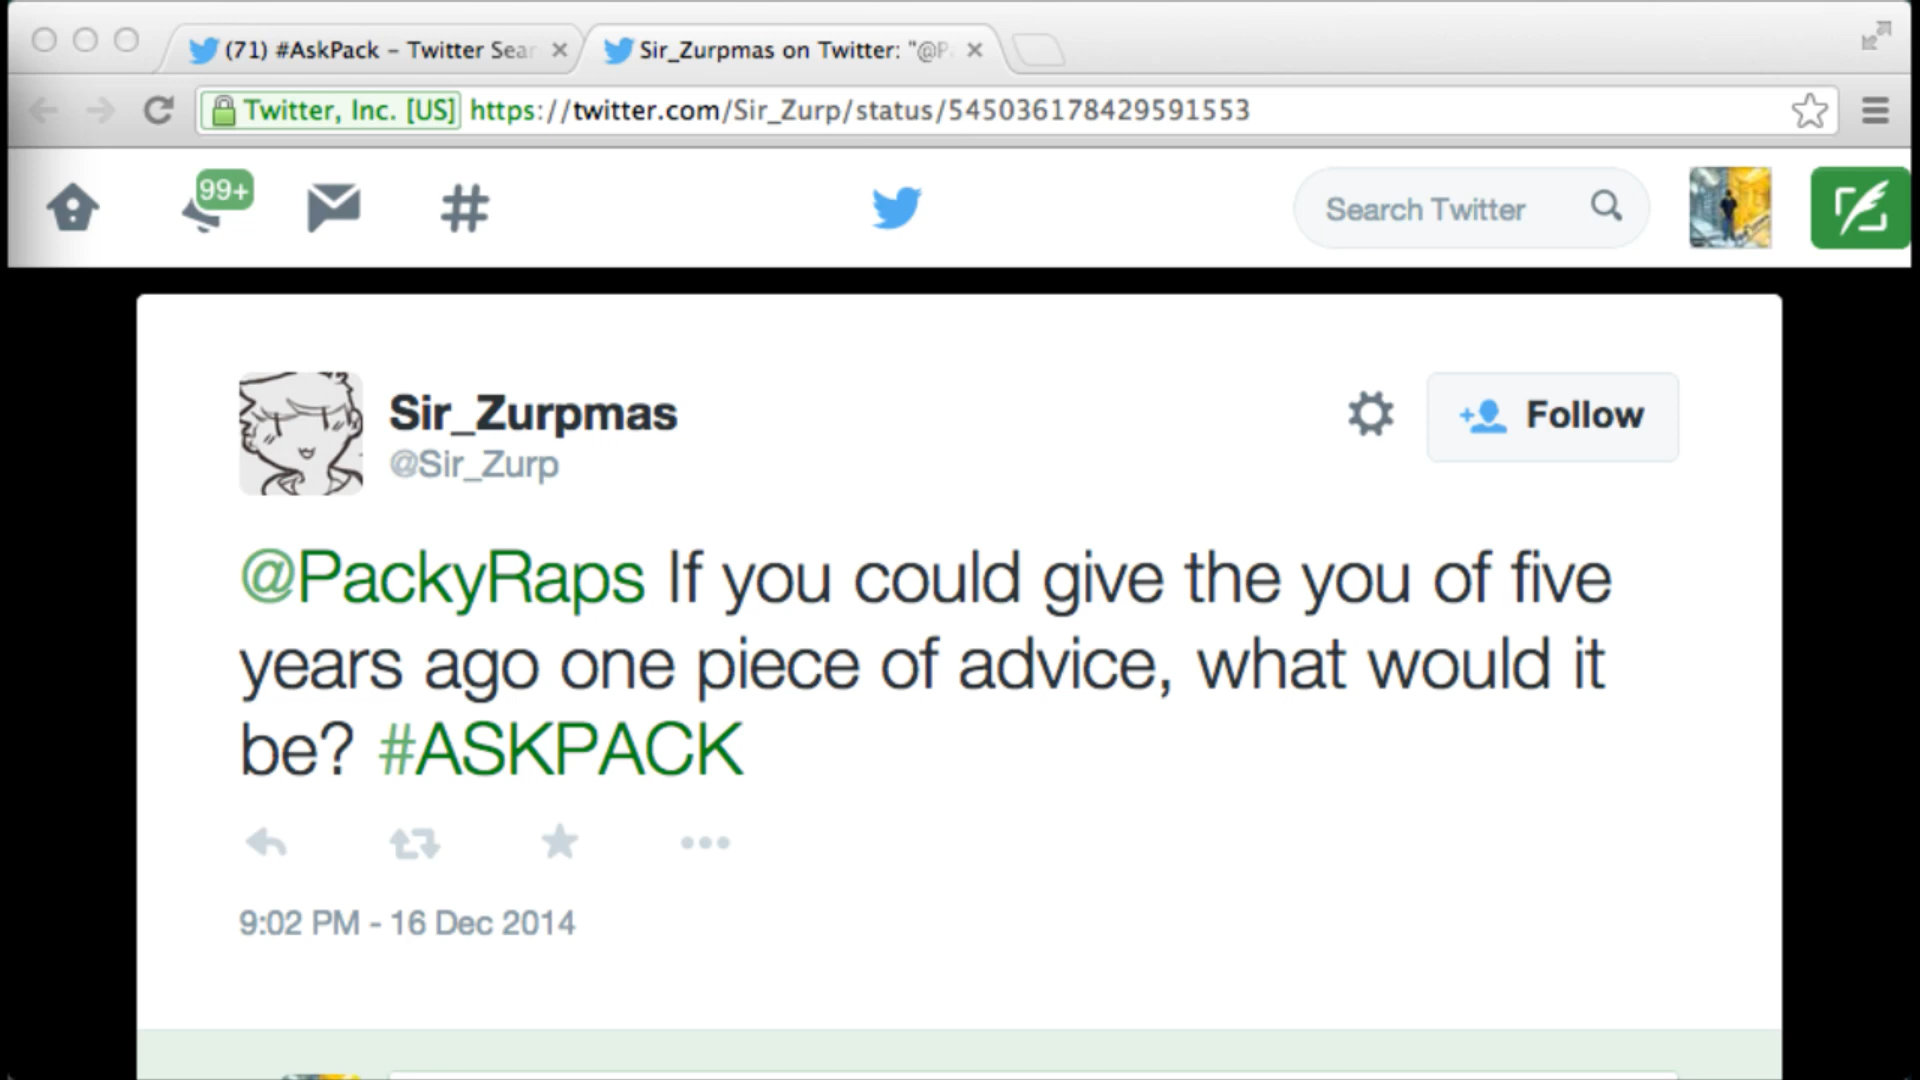 (71) #AskPack – Twitter Sear
Sir_Zurpmas on Twitter: "@P
Twitter, Inc. [US] https://twitter.com/Sir_Zurp/status/545036178429591553
99+
Search Twitter
Sir_Zurpmas
@Sir_Zurp
Follow
@PackyRaps If you could give the you of five
years ago one piece of advice, what would it
be? #ASKPACK
9:02 PM - 16 Dec 2014